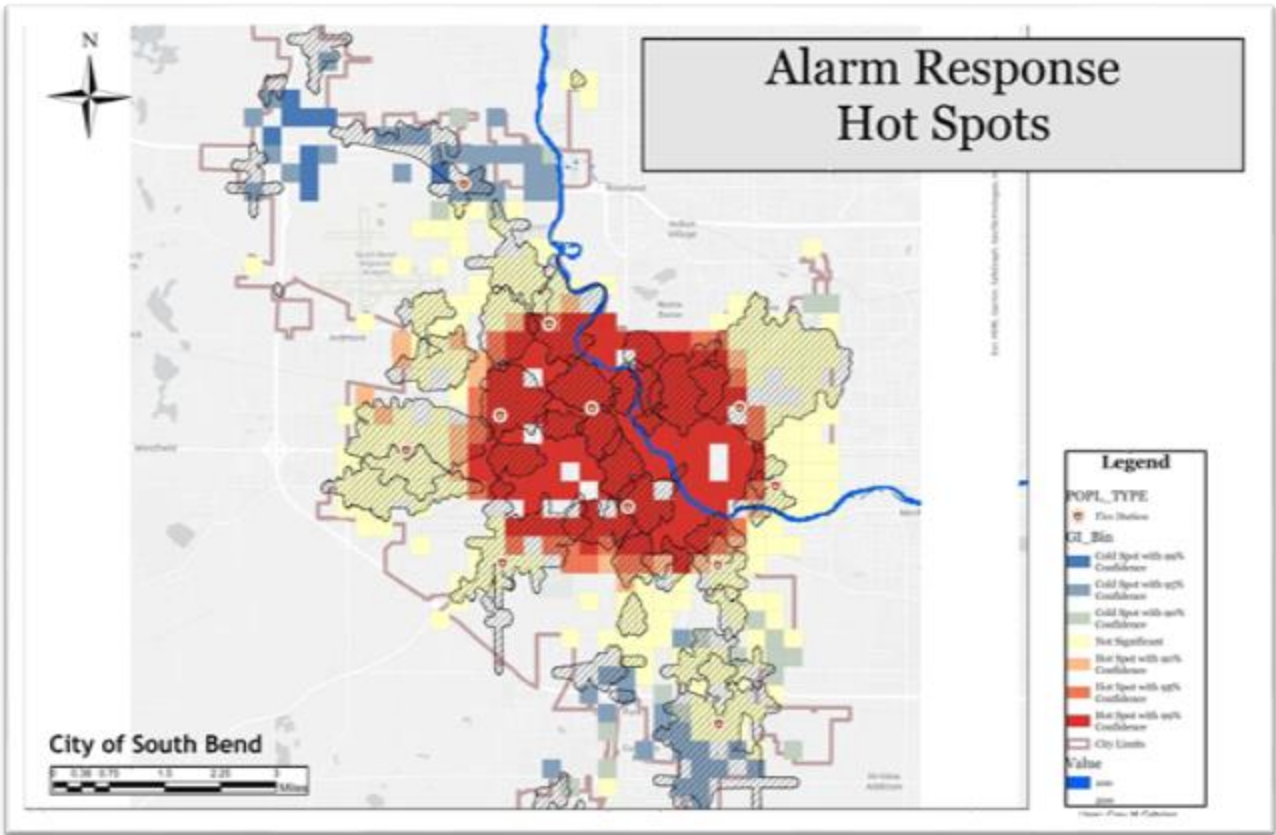 N
Alarm Response
Hot Spots
Roseland
Ardmore
Legend
POPL_TYPE
Fire Station
GI_Bin
Cold Spot with 99%
Confidence
Cold Spot with 95%
Confidence
Cold Spot with 90%
Confidence
Not Significant
Hot Spot with 90%
Confidence
Hot Spot with 95%
Confidence
Hot Spot with 99%
Confidence
City Limits
Value
City of South Bend
0 0.38 0.75 1.5 2.25 3
Miles